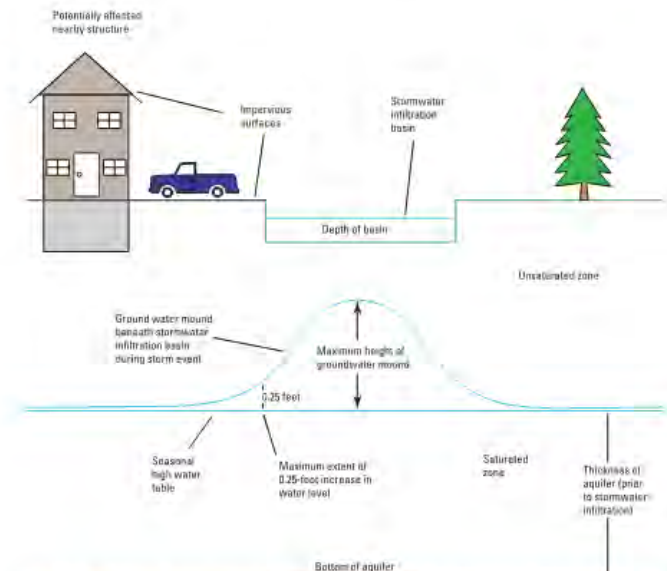 Potentially affected
nearby structure
Impervious
surfaces
Stormwater
infiltration
basin
Depth of basin
Unsaturated zone
Ground water mound
beneath stormwater
infiltration basin
during storm event
Maximum height of
groundwater mound
0.25 feet
Seasonal
high water
table
Maximum extent of
0.25-foot increase in
water level
Saturated
zone
Thickness of
aquifer (prior
to stormwater
infiltration)
Bottom of aquifer